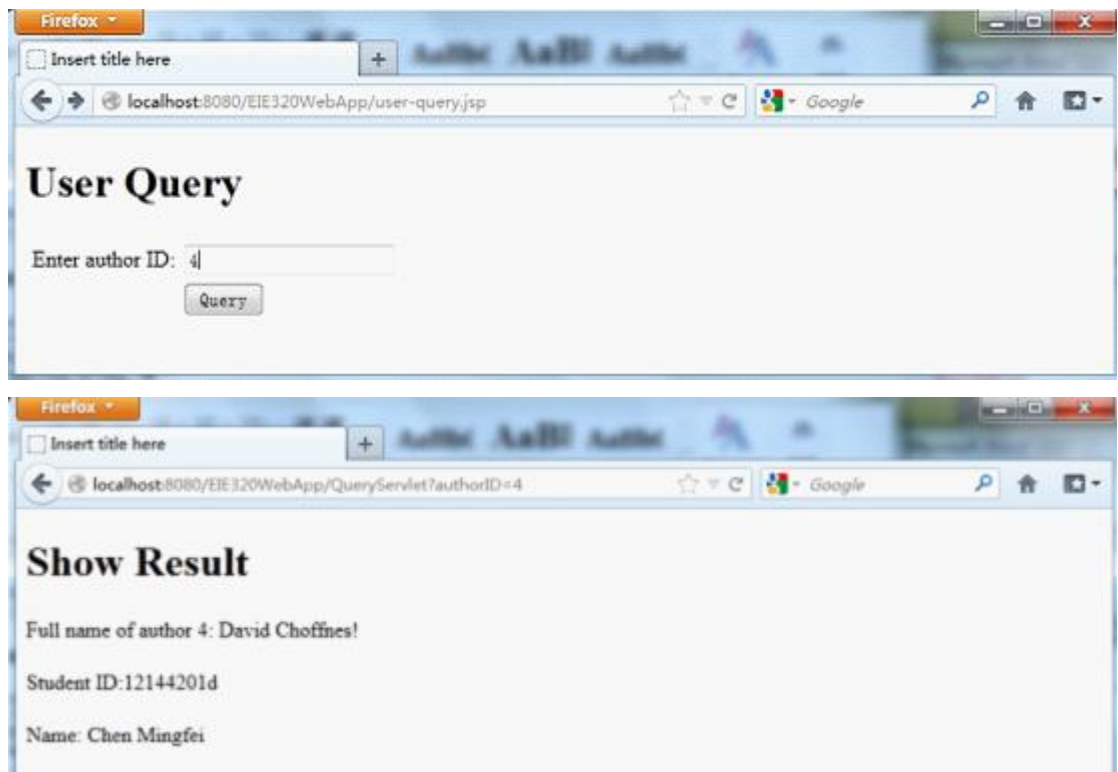 Firefox
Insert title here
localhost:8080/EIE320WebApp/user-query.jsp
Google
User Query
Enter author ID: 4
Query
Firefox
Insert title here
localhost:8080/EIE320WebApp/QueryServlet?authorID=4
Google
Show Result
Full name of author 4: David Choffnes!
Student ID:12144201d
Name: Chen Mingfei